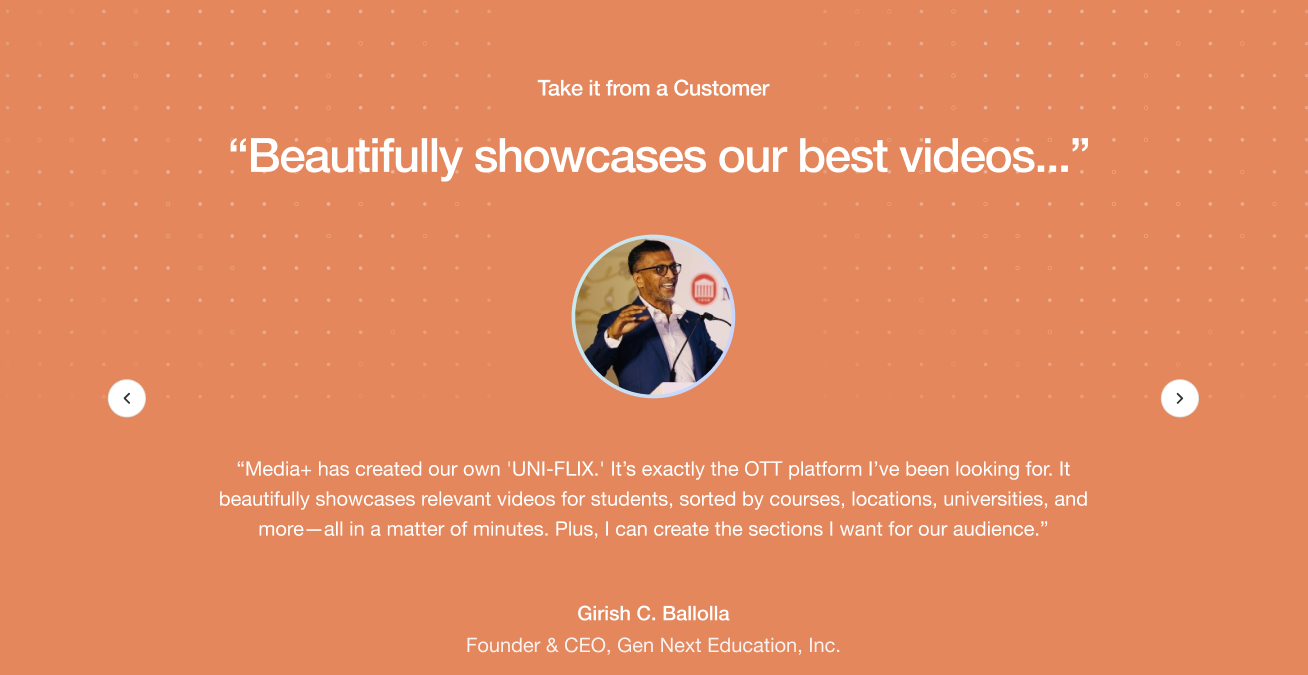 Take it from a Customer
“Beautifully showcases our best videos...”
“Media+ has created our own 'UNI-FLIX.' It’s exactly the OTT platform I’ve been looking for. It
beautifully showcases relevant videos for students, sorted by courses, locations, universities, and
more—all in a matter of minutes. Plus, I can create the sections I want for our audience.”
Girish C. Ballolla
Founder & CEO, Gen Next Education, Inc.